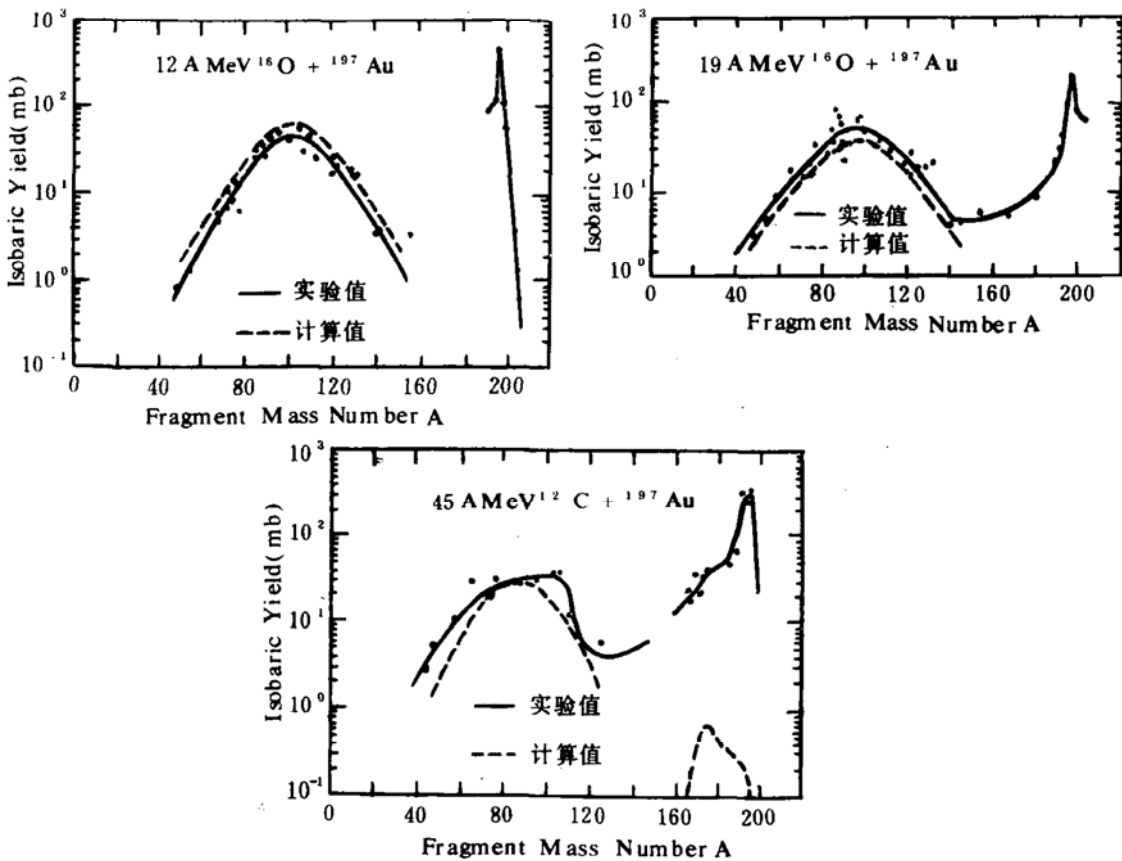 12 A MeV ¹⁶O + ¹⁹⁷Au
Isobaric Yield(mb)
10³
10²
10¹
10⁰
10⁻¹
实验值
计算值
0 40 80 120 160 200
Fragment Mass Number A
19 A MeV ¹⁶O + ¹⁹⁷Au
Isobaric Yield(mb)
10³
10²
10¹
10⁰
实验值
计算值
0 40 80 120 160 200
Fragment Mass Number A
45 A MeV ¹² C + ¹⁹⁷Au
Isobaric Yield(mb)
10³
10²
10¹
10⁰
10⁻¹
实验值
计算值
0 40 80 120 160 200
Fragment Mass Number A